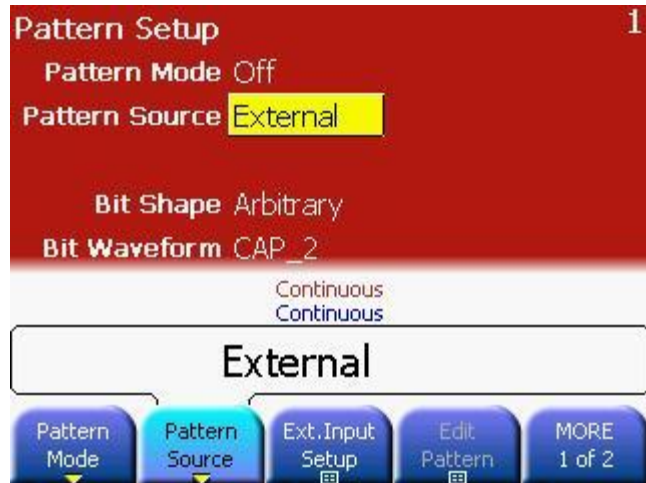 Pattern Setup 1
Pattern Mode Off
Pattern Source External
Bit Shape Arbitrary
Bit Waveform CAP_2
Continuous
Continuous
External
Pattern Mode
Pattern Source
Ext.Input Setup
Edit Pattern
MORE 1 of 2